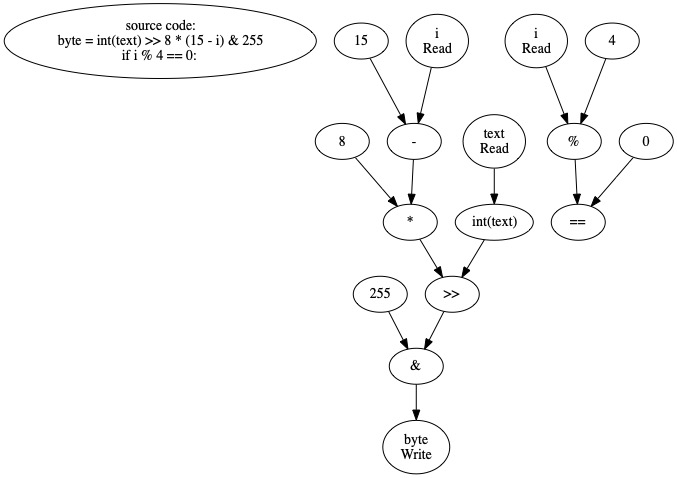 source code:
byte = int(text) >> 8 * (15 - i) & 255
if i % 4 == 0:
15
i
Read
i
Read
4
8
-
text
Read
%
0
*
int(text)
==
255
>>
&
byte
Write